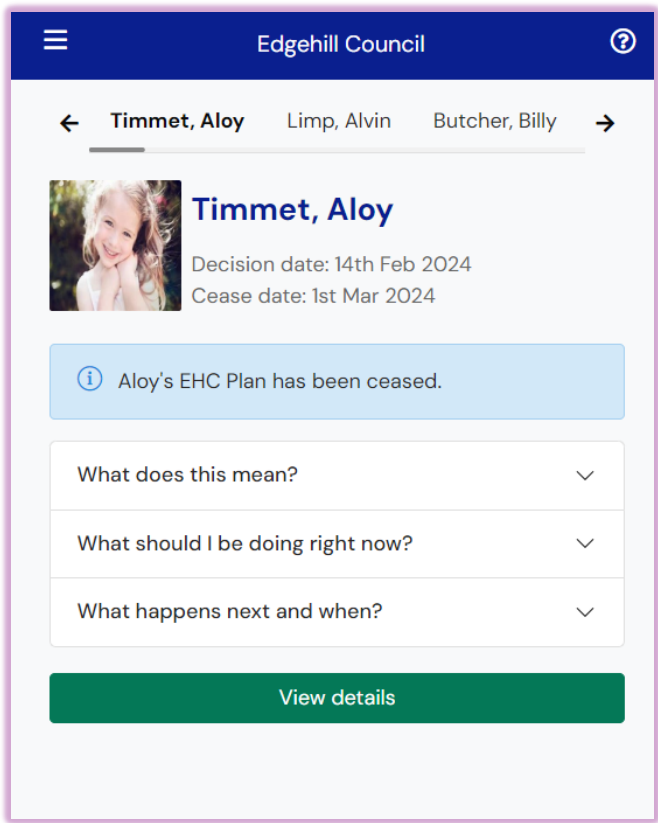 Edgehill Council
Timmet, Aloy Limp, Alvin Butcher, Billy
Timmet, Aloy
Decision date: 14th Feb 2024
Cease date: 1st Mar 2024
Aloy's EHC Plan has been ceased.
What does this mean?
What should I be doing right now?
What happens next and when?
View details